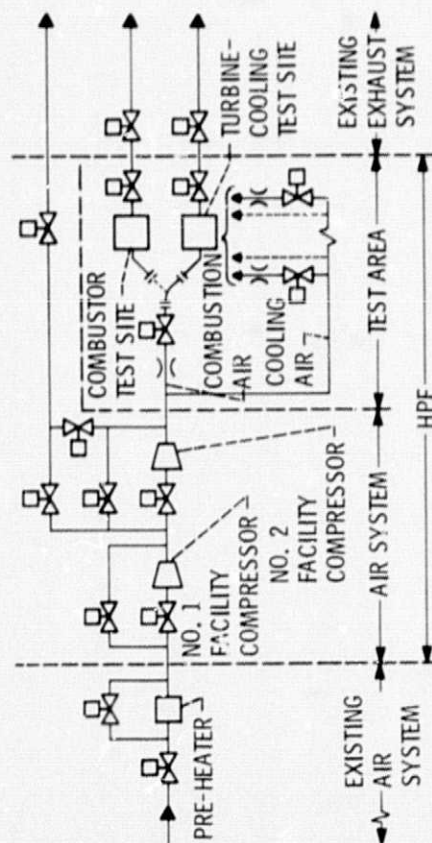 COMBUSTOR
TEST SITE
TURBINE-
COOLING
TEST SITE
COMBUSTION
AIR
COOLING
AIR
PRE-HEATER
NO. 1
FACILITY
COMPRESSOR
NO. 2
FACILITY
COMPRESSOR
EXISTING
AIR
SYSTEM
AIR SYSTEM
TEST AREA
EXISTING
EXHAUST
SYSTEM
HPF